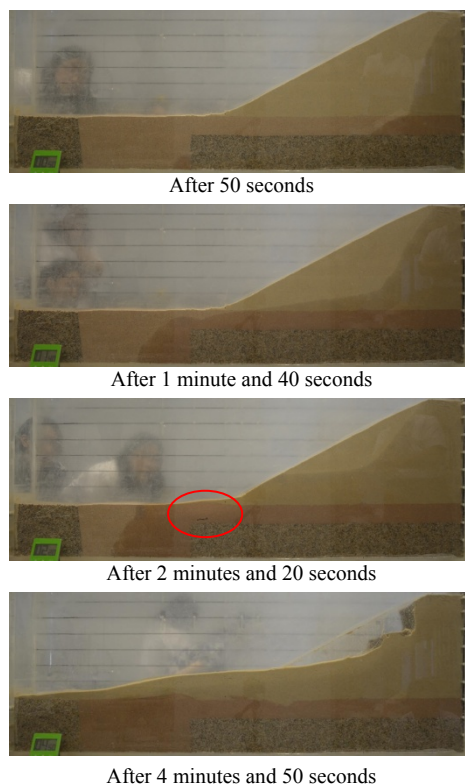 After 50 seconds
After 1 minute and 40 seconds
After 2 minutes and 20 seconds
After 4 minutes and 50 seconds